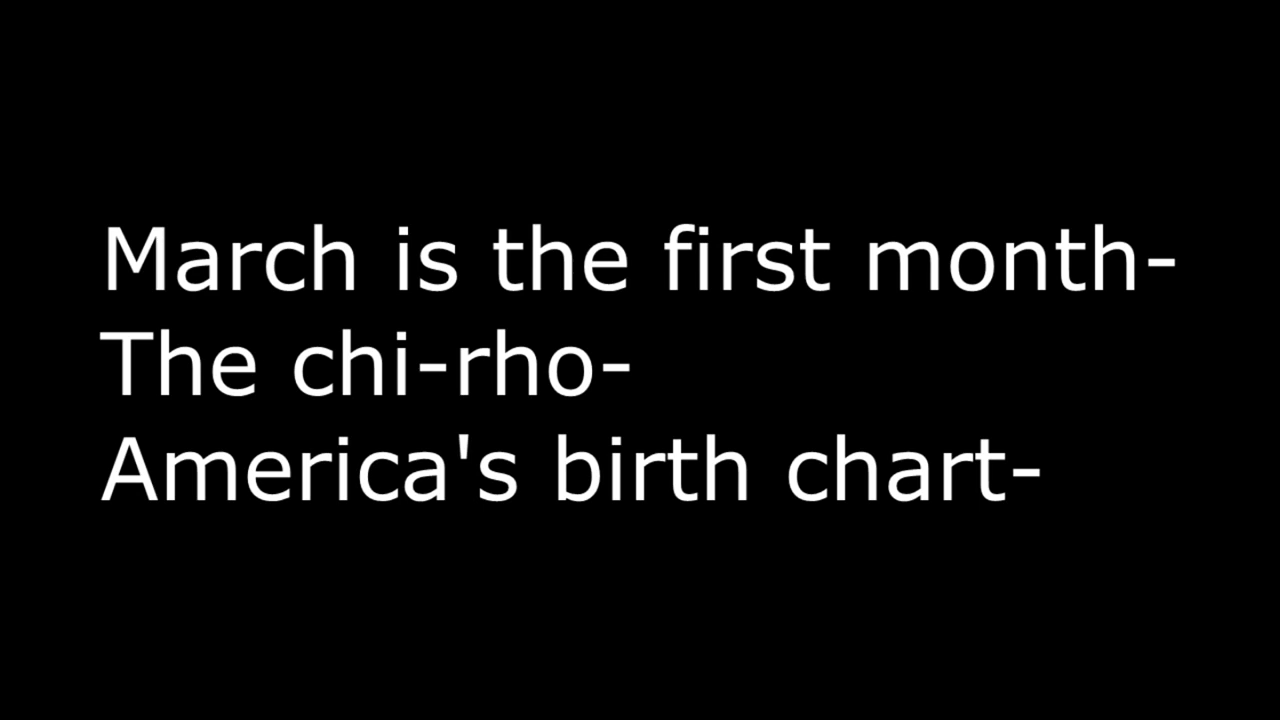 March is the first month-
The chi-rho-
America's birth chart-